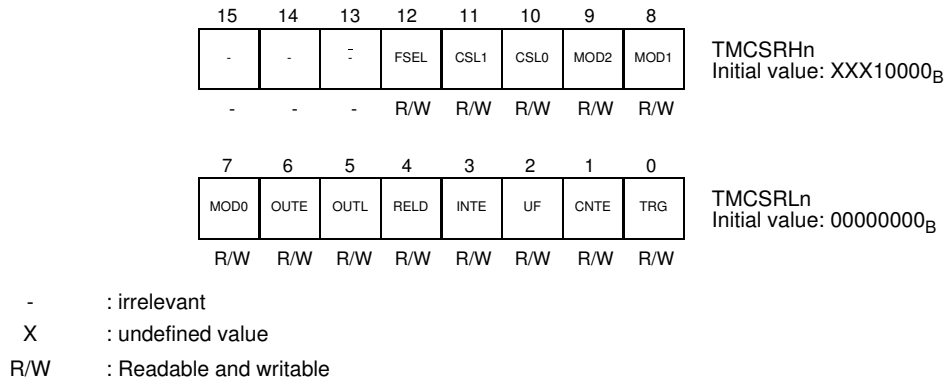 15 14 13 12 11 10 9 8
- - - FSEL CSL1 CSL0 MOD2 MOD1
TMCSRHn
Initial value: XXX10000B
- - - R/W R/W R/W R/W R/W
7 6 5 4 3 2 1 0
MOD0 OUTE OUTL RELD INTE UF CNTE TRG
TMCSRLn
Initial value: 00000000B
R/W R/W R/W R/W R/W R/W R/W R/W
- : irrelevant
X : undefined value
R/W : Readable and writable